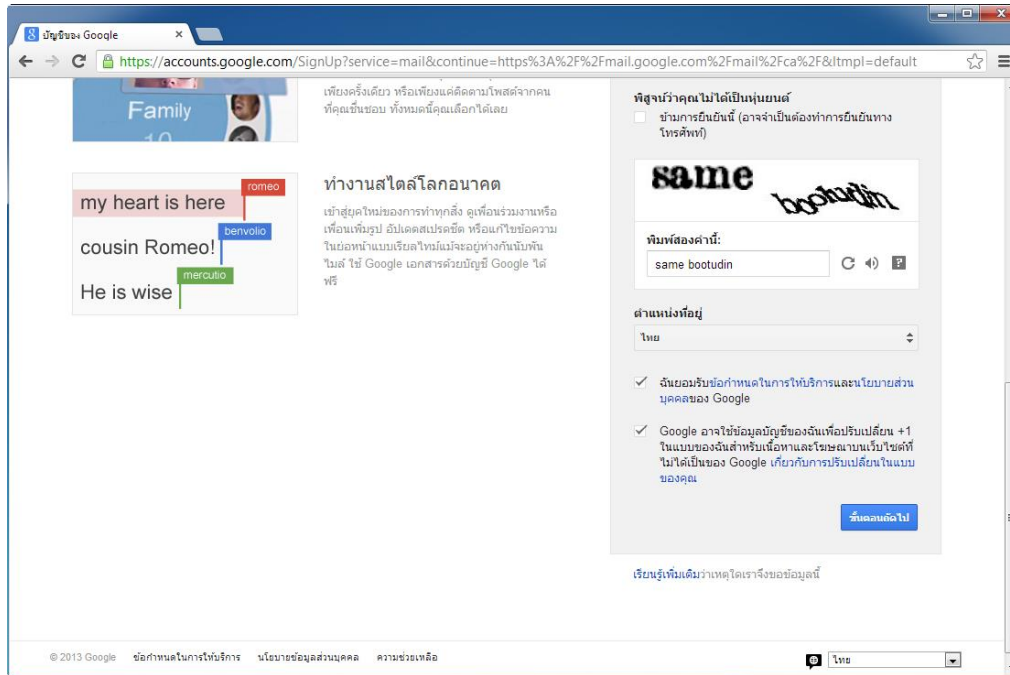 บัญชีของ Google
https://accounts.google.com/SignUp?service=mail&continue=https%3A%2F%2Fmail.google.com%2Fmail%2Fca%2F&ltmpl=default
Family
10
เพียงครั้งเดียว หรือเพียงแค่ติดตามโพสต์จากคน
ที่คุณชื่นชอบ ทั้งหมดนี้คุณเลือกได้เลย
my heart is here
romeo
cousin Romeo!
benvolio
He is wise
mercutio
ทำงานสไตล์โลกอนาคต
เข้าสู่ยุคใหม่ของการทำทุกสิ่ง ดูเพื่อนร่วมงานหรือ
เพื่อนเพิ่มรูป อัปเดตสเปรดชีต หรือแก้ไขข้อความ
ในย่อหน้าแบบเรียลไทม์แม้จะอยู่ห่างกันนับพัน
ไมล์ ใช้ Google เอกสารด้วยบัญชี Google ได้
ฟรี
พิสูจน์ว่าคุณไม่ได้เป็นหุ่นยนต์
ข้ามการยืนยันนี้ (อาจจำเป็นต้องทำการยืนยันทาง
โทรศัพท์)
same bootudin
พิมพ์สองคำนี้:
same bootudin
ตำแหน่งที่อยู่
ไทย
ฉันยอมรับข้อกำหนดในการให้บริการและนโยบายส่วน
บุคคลของ Google
Google อาจใช้ข้อมูลบัญชีของฉันเพื่อปรับเปลี่ยน +1
ในแบบของฉันสำหรับเนื้อหาและโฆษณาบนเว็บไซต์ที่
ไม่ได้เป็นของ Google เกี่ยวกับการปรับเปลี่ยนในแบบ
ของคุณ
ขั้นตอนถัดไป
เรียนรู้เพิ่มเติมว่าเหตุใดเราจึงขอข้อมูลนี้
© 2013 Google ข้อกำหนดในการให้บริการ นโยบายข้อมูลส่วนบุคคล ความช่วยเหลือ
ไทย